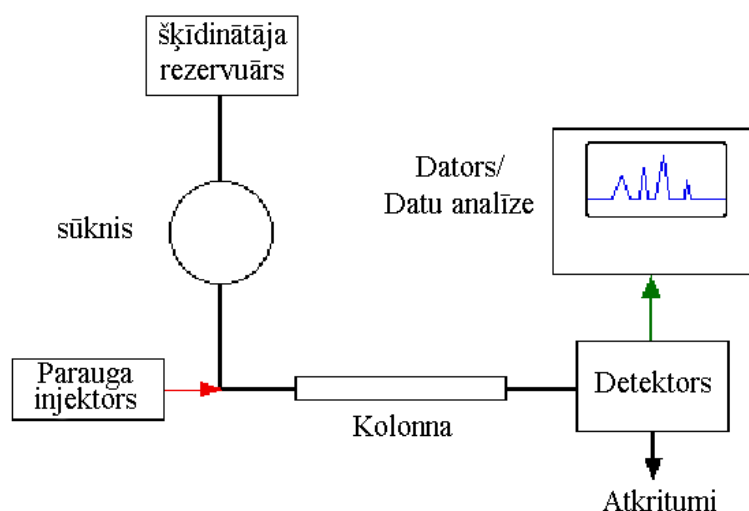 šķīdinātāja
rezervuārs
sūknis
Dators/
Datu analīze
Parauga
injektors
Kolonna
Detektors
Atkritumi